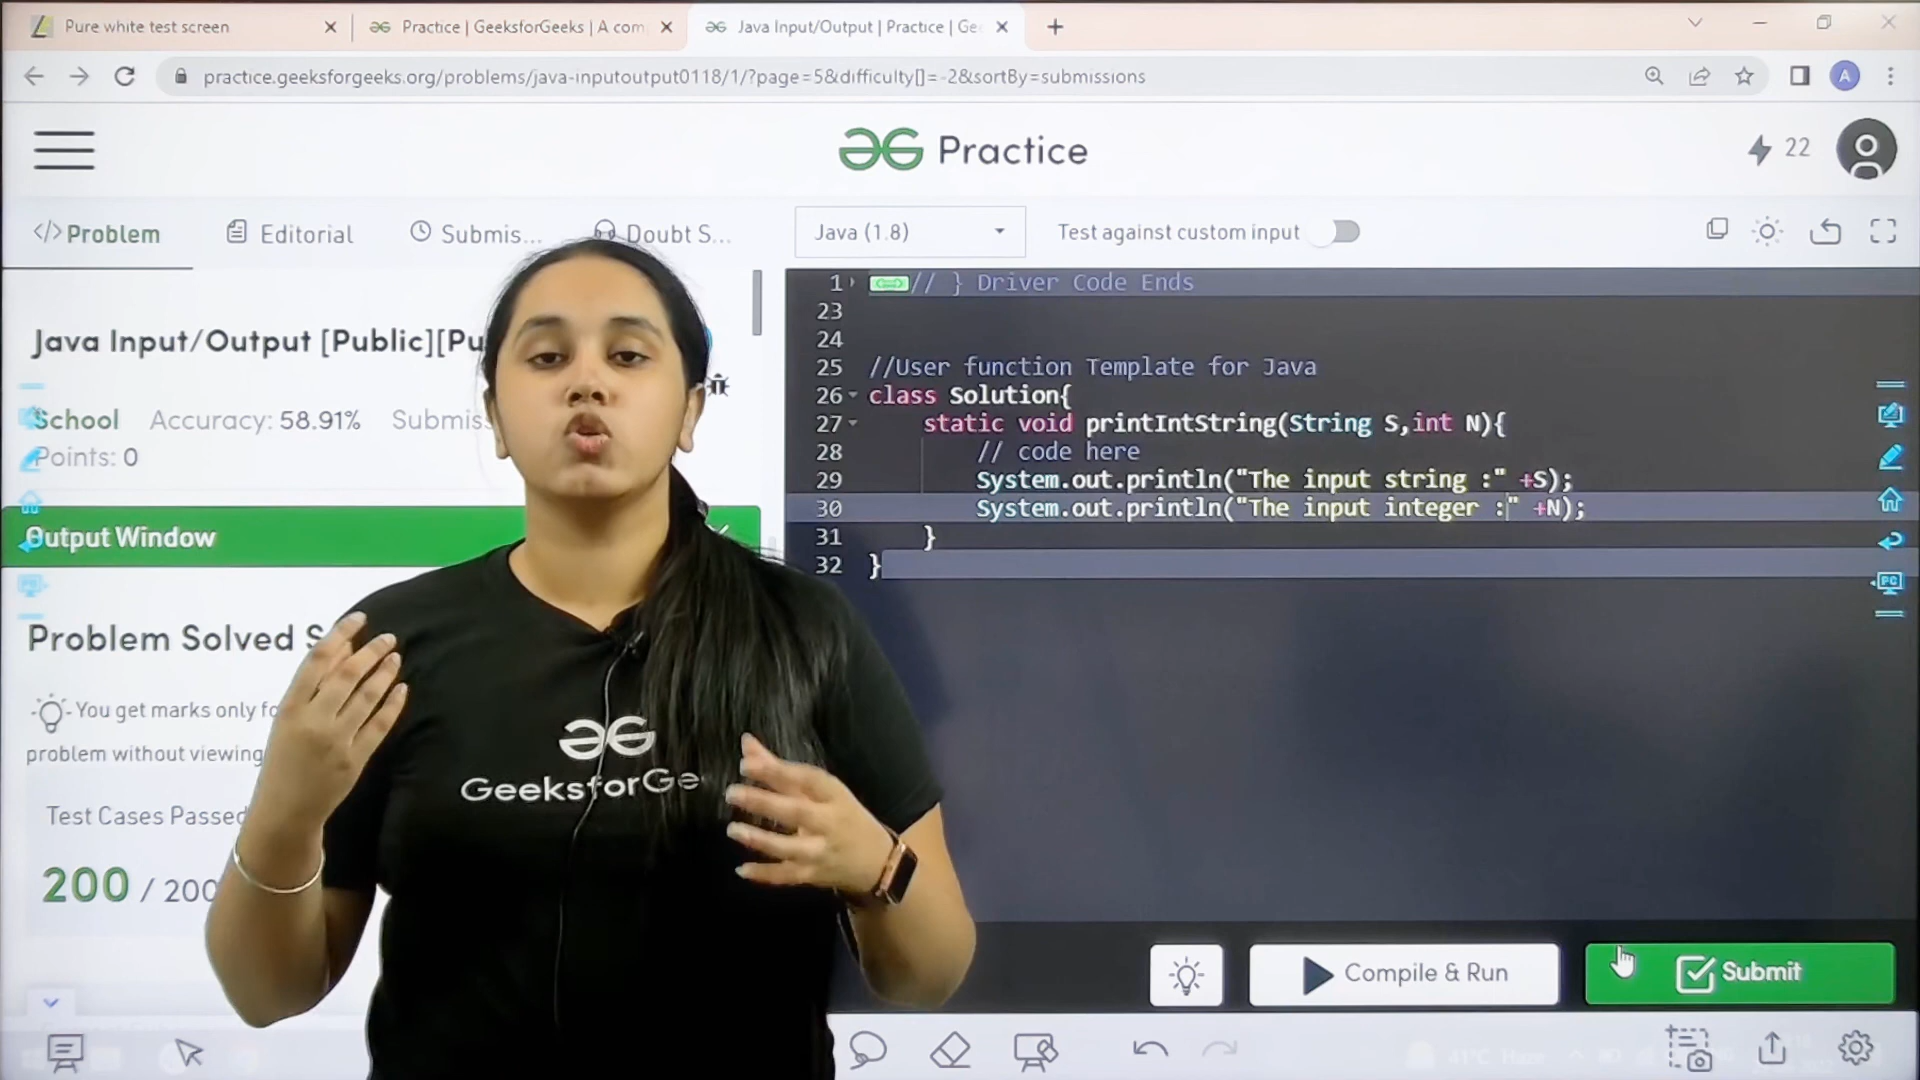 Pure white test screen
Practice | GeeksforGeeks | A com
Java Input/Output | Practice | Ge
practice.geeksforgeeks.org/problems/java-inputoutput0118/1/?page=5&difficulty[]=-2&sortBy=submissions
A
Practice
22
</>Problem
Editorial
Submis...
Doubt S...
Java (1.8)
Test against custom input
Java Input/Output [Public][Pu
School Accuracy: 58.91% Submiss
Points: 0
Output Window
Problem Solved S
You get marks only fo
problem without viewing
Test Cases Passed
200 / 200
1 // } Driver Code Ends
23
24
25 //User function Template for Java
26 class Solution{
27 static void printIntString(String S,int N){
28 // code here
29 System.out.println("The input string :" +S);
30 System.out.println("The input integer :" +N);
31 }
32 }
PC
GeeksforGe
Compile & Run
Submit
41°C Haze